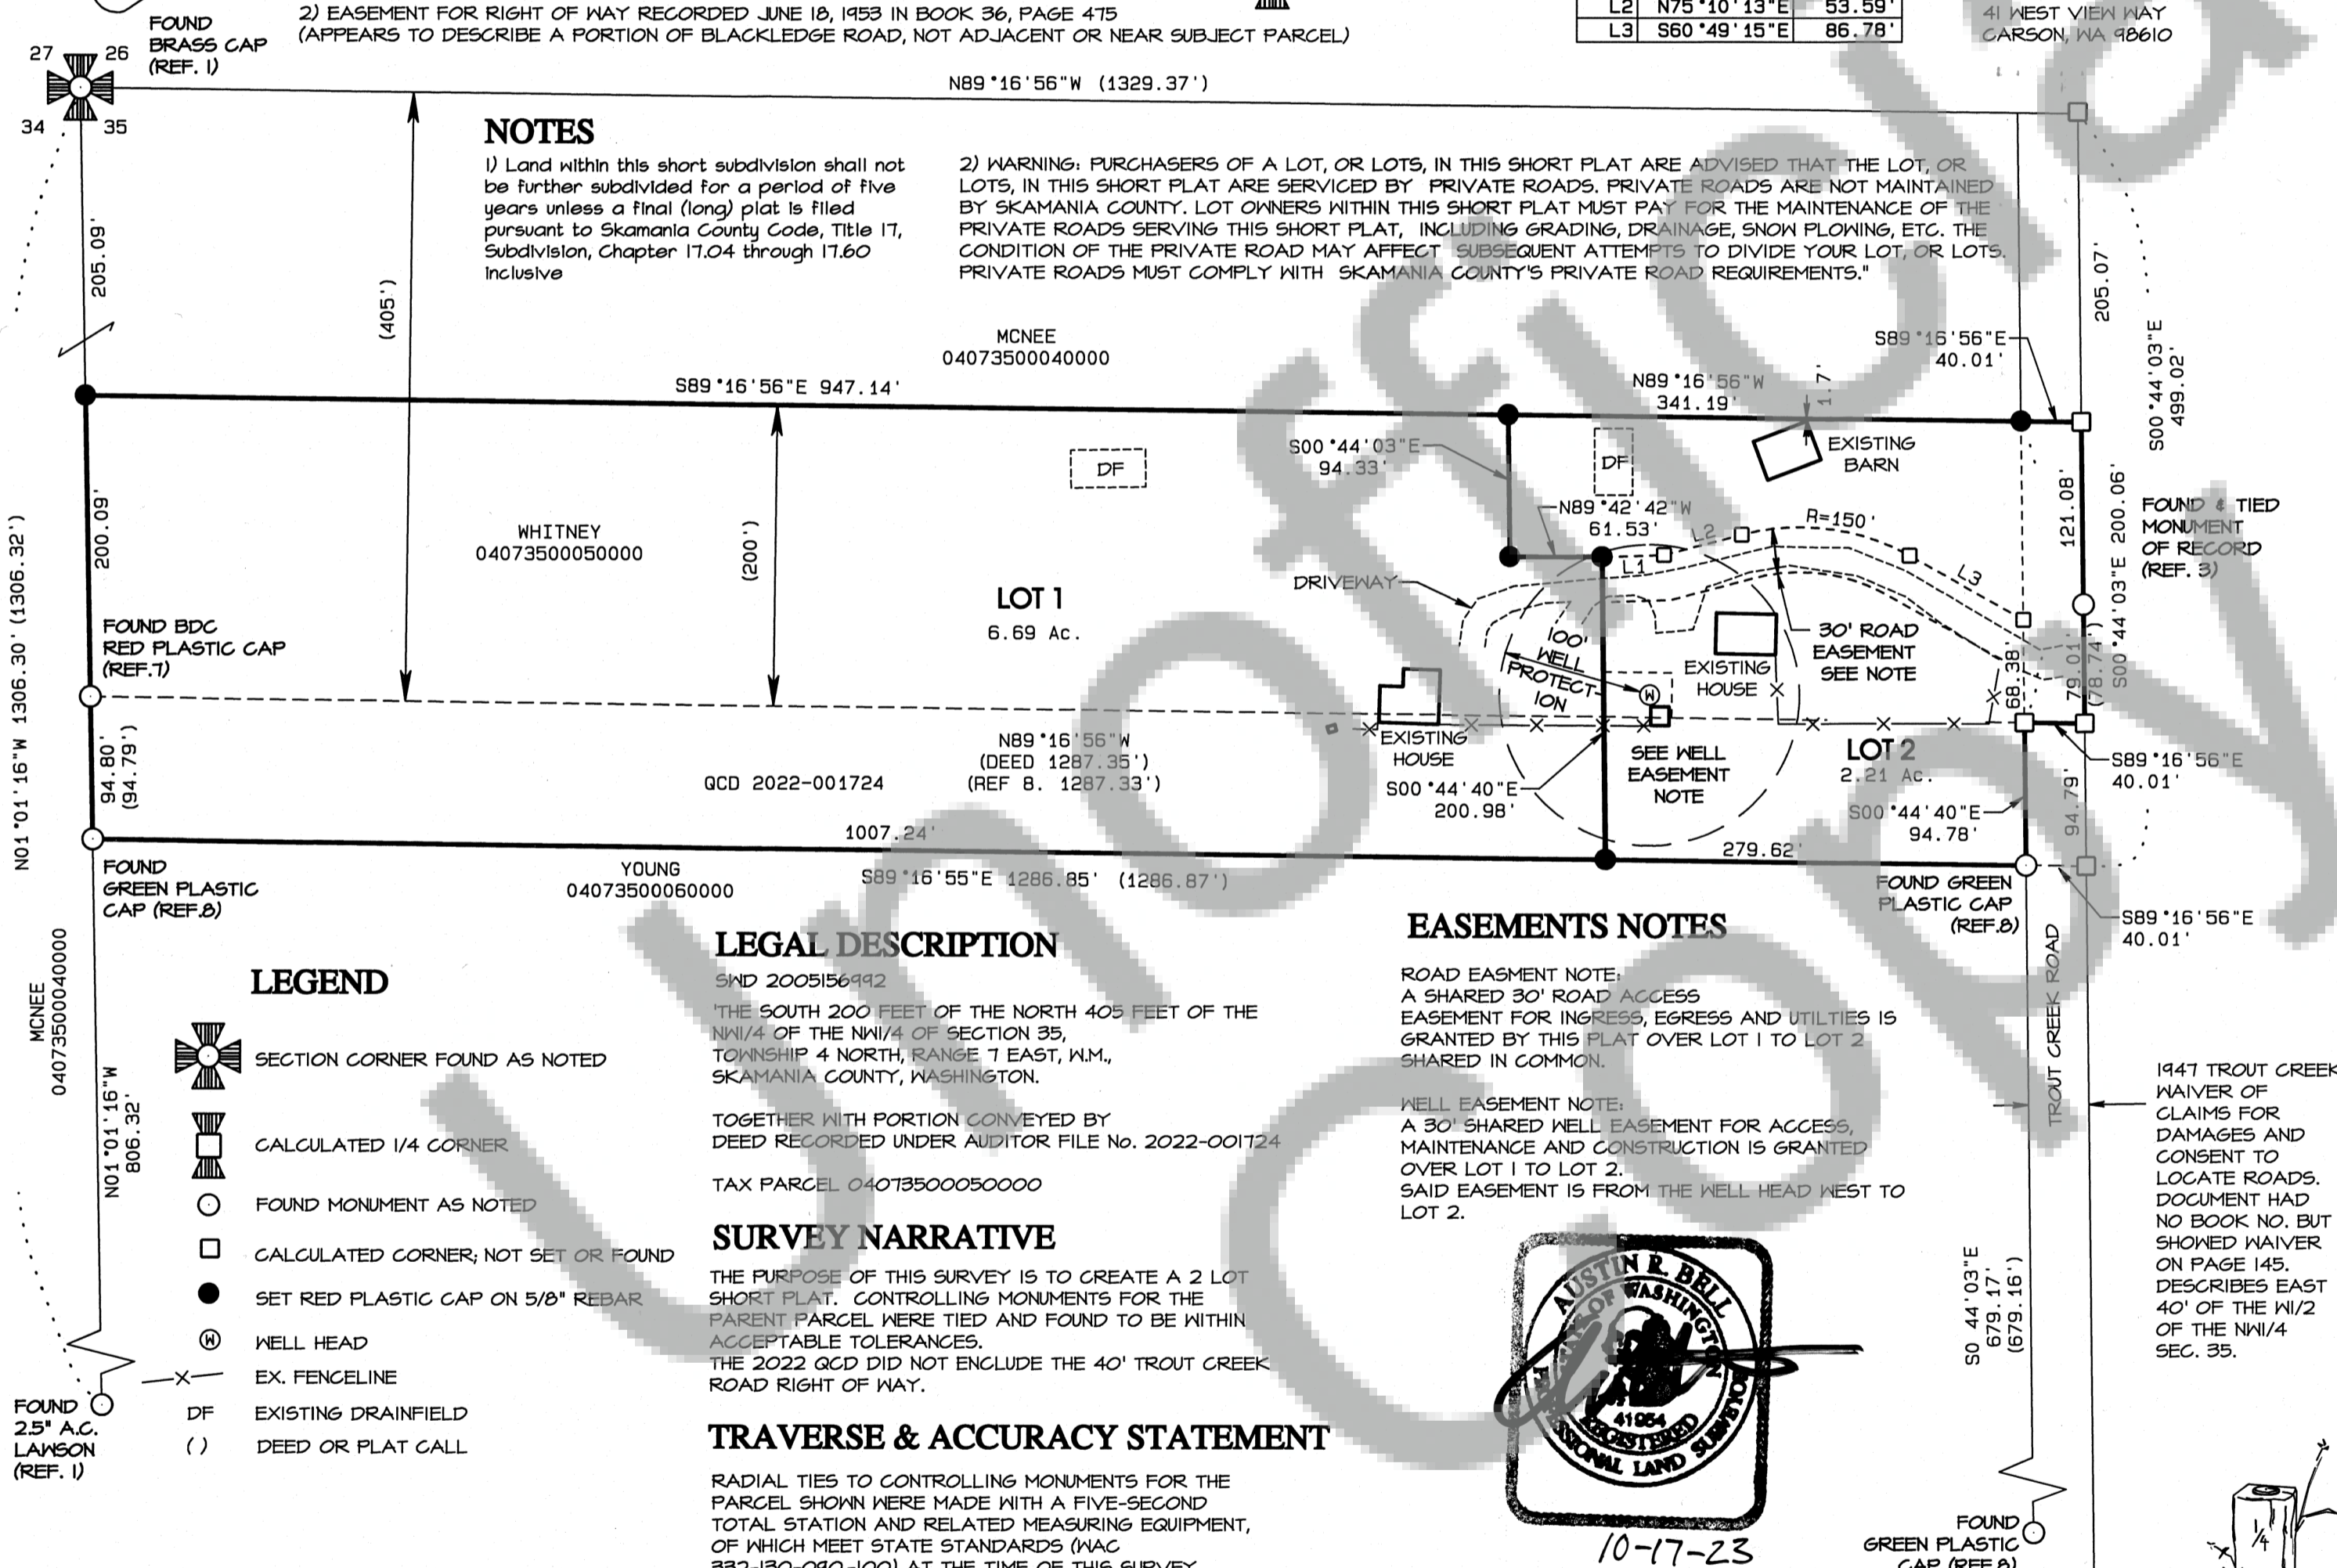 2) EASEMENT FOR RIGHT OF WAY RECORDED JUNE 18, 1953 IN BOOK 36, PAGE 475
(APPEARS TO DESCRIBE A PORTION OF BLACKLEDGE ROAD, NOT ADJACENT OR NEAR SUBJECT PARCEL)
FOUND
BRASS CAP
(REF. 1)
27 26
34 35
L2 N75°10'13"E 53.59'
L3 S60°49'15"E 86.78'
41 WEST VIEW WAY
CARSON, WA 98610
N89°16'56"W (1329.37')
NOTES
1) Land within this short subdivision shall not
be further subdivided for a period of five
years unless a final (long) plat is filed
pursuant to Skamania County Code, Title 17,
Subdivision, Chapter 17.04 through 17.60
inclusive
2) WARNING: PURCHASERS OF A LOT, OR LOTS, IN THIS SHORT PLAT ARE ADVISED THAT THE LOT, OR
LOTS, IN THIS SHORT PLAT ARE SERVICED BY PRIVATE ROADS. PRIVATE ROADS ARE NOT MAINTAINED
BY SKAMANIA COUNTY. LOT OWNERS WITHIN THIS SHORT PLAT MUST PAY FOR THE MAINTENANCE OF THE
PRIVATE ROADS SERVING THIS SHORT PLAT, INCLUDING GRADING, DRAINAGE, SNOW PLOWING, ETC. THE
CONDITION OF THE PRIVATE ROAD MAY AFFECT SUBSEQUENT ATTEMPTS TO DIVIDE YOUR LOT, OR LOTS.
PRIVATE ROADS MUST COMPLY WITH SKAMANIA COUNTY'S PRIVATE ROAD REQUIREMENTS."
205.09'
(405')
205.07'
S00°44'03"E
499.02'
MCNEE
04073500040000
S89°16'56"E
40.01'
S89°16'56"E 947.14'
N89°16'56"W
341.19'
1.7'
S00°44'03"E
94.33'
DF
DF
EXISTING
BARN
N89°42'42"W
61.53'
L1
L2
R=150'
L3
121.08'
S00°44'03"E 200.06'
FOUND & TIED
MONUMENT
OF RECORD
(REF. 3)
N01°01'16"W 1306.30' (1306.32')
200.09'
WHITNEY
04073500050000
(200')
LOT 1
6.69 Ac.
DRIVEWAY
FOUND BDC
RED PLASTIC CAP
(REF.7)
100'
WELL
PROTECT-
ION
W
EXISTING
HOUSE
30' ROAD
EASEMENT
SEE NOTE
68.38'
79.01'
(78.74')
94.80'
(94.79')
QCD 2022-001724
N89°16'56"W
(DEED 1287.35')
(REF 8. 1287.33')
EXISTING
HOUSE
S00°44'40"E
200.98'
SEE WELL
EASEMENT
NOTE
LOT 2
2.21 Ac.
S00°44'40"E
94.78'
94.79'
S89°16'56"E
40.01'
1007.24'
279.62'
FOUND
GREEN PLASTIC
CAP (REF.8)
YOUNG
04073500060000
S89°16'55"E 1286.85' (1286.87')
FOUND GREEN
PLASTIC CAP
(REF.8)
S89°16'56"E
40.01'
MCNEE
04073500040000
N01°01'16"W
806.32'
LEGEND
SECTION CORNER FOUND AS NOTED
CALCULATED 1/4 CORNER
FOUND MONUMENT AS NOTED
CALCULATED CORNER; NOT SET OR FOUND
SET RED PLASTIC CAP ON 5/8" REBAR
W WELL HEAD
X EX. FENCELINE
DF EXISTING DRAINFIELD
( ) DEED OR PLAT CALL
FOUND
2.5" A.C.
LAWSON
(REF. 1)
LEGAL DESCRIPTION
SWD 2005156992
'THE SOUTH 200 FEET OF THE NORTH 405 FEET OF THE
NW1/4 OF THE NW1/4 OF SECTION 35,
TOWNSHIP 4 NORTH, RANGE 7 EAST, W.M.,
SKAMANIA COUNTY, WASHINGTON.
TOGETHER WITH PORTION CONVEYED BY
DEED RECORDED UNDER AUDITOR FILE No. 2022-001724
TAX PARCEL 04073500050000
SURVEY NARRATIVE
THE PURPOSE OF THIS SURVEY IS TO CREATE A 2 LOT
SHORT PLAT. CONTROLLING MONUMENTS FOR THE
PARENT PARCEL WERE TIED AND FOUND TO BE WITHIN
ACCEPTABLE TOLERANCES.
THE 2022 QCD DID NOT ENCLUDE THE 40' TROUT CREEK
ROAD RIGHT OF WAY.
TRAVERSE & ACCURACY STATEMENT
RADIAL TIES TO CONTROLLING MONUMENTS FOR THE
PARCEL SHOWN WERE MADE WITH A FIVE-SECOND
TOTAL STATION AND RELATED MEASURING EQUIPMENT,
OF WHICH MEET STATE STANDARDS (WAC
332-130-090-100) AT THE TIME OF THIS SURVEY
EASEMENTS NOTES
ROAD EASMENT NOTE:
A SHARED 30' ROAD ACCESS
EASEMENT FOR INGRESS, EGRESS AND UTILTIES IS
GRANTED BY THIS PLAT OVER LOT 1 TO LOT 2
SHARED IN COMMON.
WELL EASEMENT NOTE:
A 30' SHARED WELL EASEMENT FOR ACCESS,
MAINTENANCE AND CONSTRUCTION IS GRANTED
OVER LOT 1 TO LOT 2.
SAID EASEMENT IS FROM THE WELL HEAD WEST TO
LOT 2.
AUSTIN R. BELL
STATE OF WASHINGTON
41954
REGISTERED
PROFESSIONAL LAND SURVEYOR
10-17-23
TROUT CREEK ROAD
S0 44'03"E
679.17'
(679.16')
1947 TROUT CREEK
WAIVER OF
CLAIMS FOR
DAMAGES AND
CONSENT TO
LOCATE ROADS.
DOCUMENT HAD
NO BOOK NO. BUT
SHOWED WAIVER
ON PAGE 145.
DESCRIBES EAST
40' OF THE W1/2
OF THE NW1/4
SEC. 35.
FOUND
GREEN PLASTIC
CAP (REF.8)
1/4
Unofficial
Copy